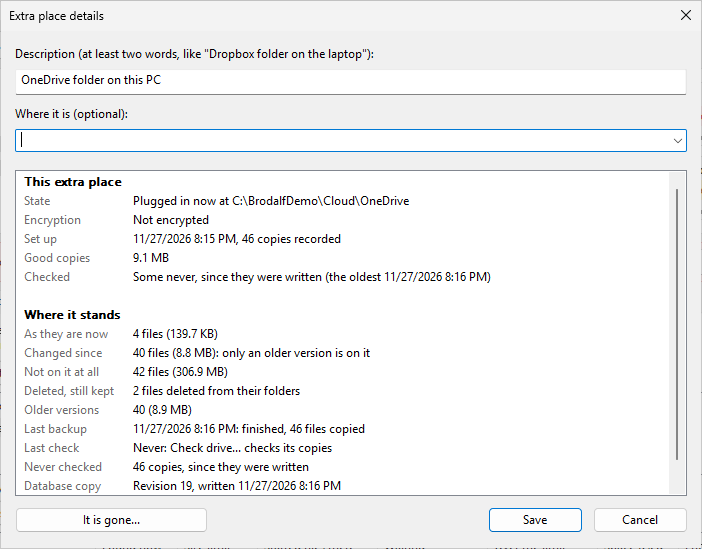 Extra place details
Description (at least two words, like "Dropbox folder on the laptop"):
OneDrive folder on this PC
Where it is (optional):
This extra place
State Plugged in now at C:\BrodalfDemo\Cloud\OneDrive
Encryption Not encrypted
Set up 11/27/2026 8:15 PM, 46 copies recorded
Good copies 9.1 MB
Checked Some never, since they were written (the oldest 11/27/2026 8:16 PM)
Where it stands
As they are now 4 files (139.7 KB)
Changed since 40 files (8.8 MB): only an older version is on it
Not on it at all 42 files (306.9 MB)
Deleted, still kept 2 files deleted from their folders
Older versions 40 (8.9 MB)
Last backup 11/27/2026 8:16 PM: finished, 46 files copied
Last check Never: Check drive... checks its copies
Never checked 46 copies, since they were written
Database copy Revision 19, written 11/27/2026 8:16 PM
It is gone... Save Cancel